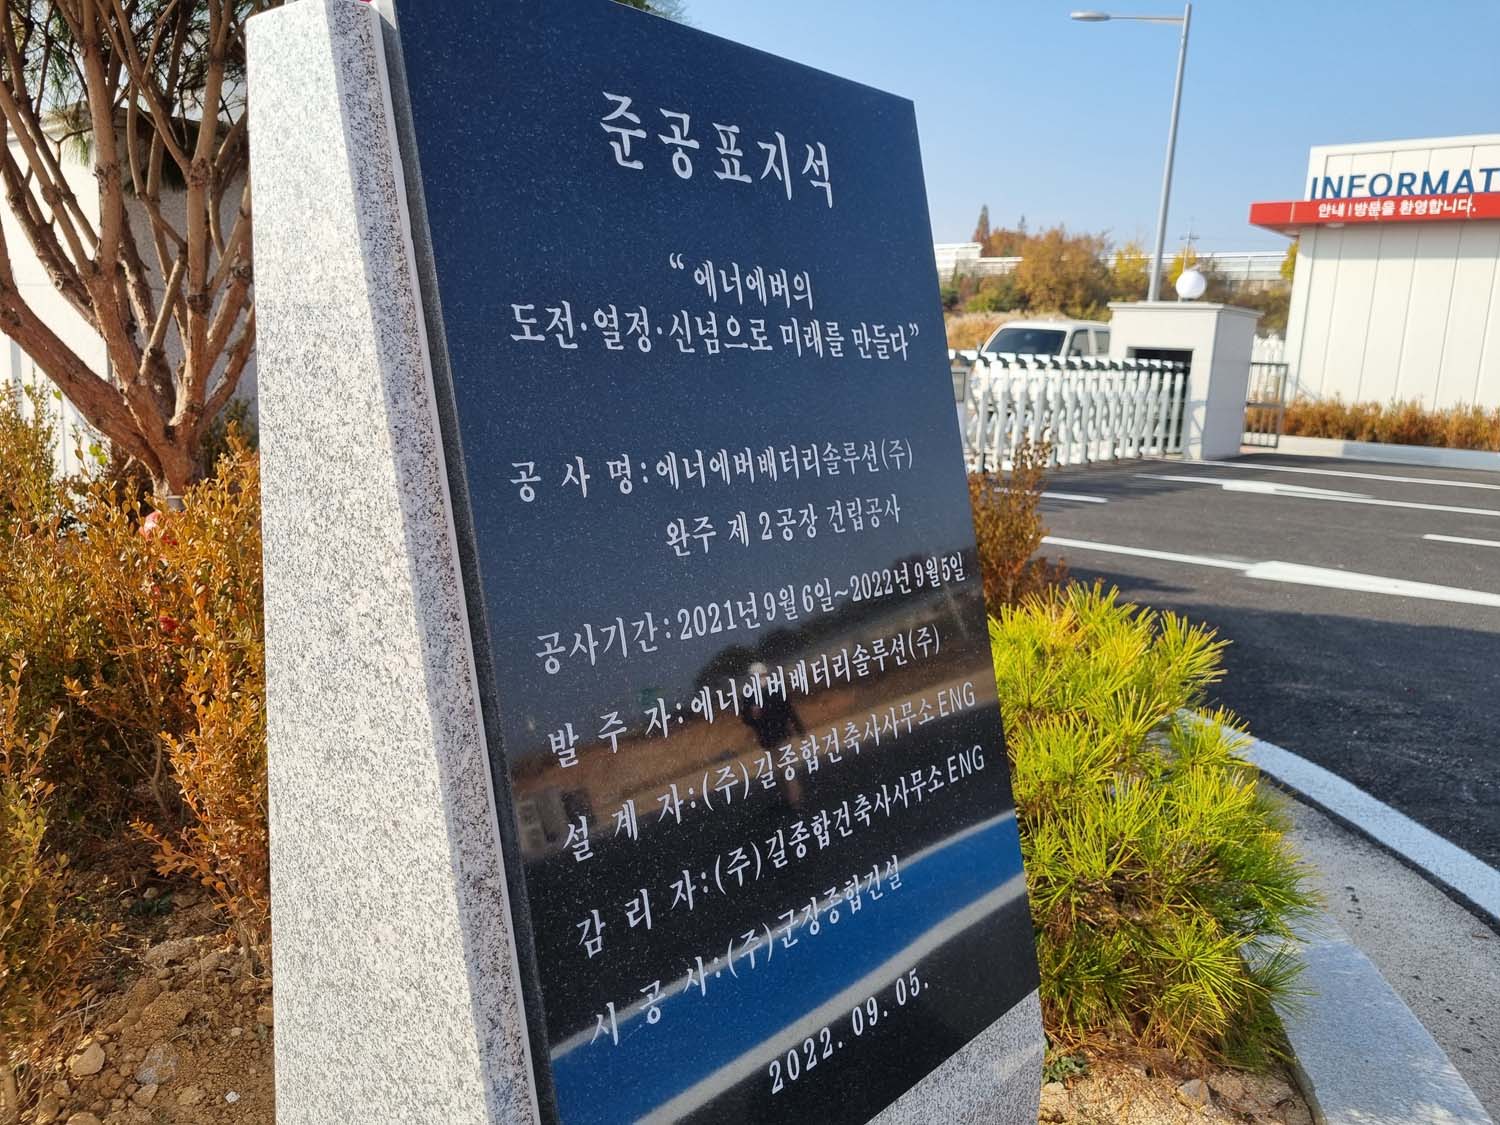 준공표지석
“에너에버의
도전·열정·신념으로 미래를 만들다”
공 사 명 : 에너에버배터리솔루션(주)
완주 제 2공장 건립공사
공사기간 : 2021년 9월 6일~2022년 9월 5일
발 주 자 : 에너에버배터리솔루션(주)
설 계 자 : (주)길종합건축사사무소ENG
감 리 자 : (주)길종합건축사사무소ENG
시 공 사 : (주)군장종합건설
2022. 09. 05.
INFORMAT
안내 | 방문을 환영합니다.